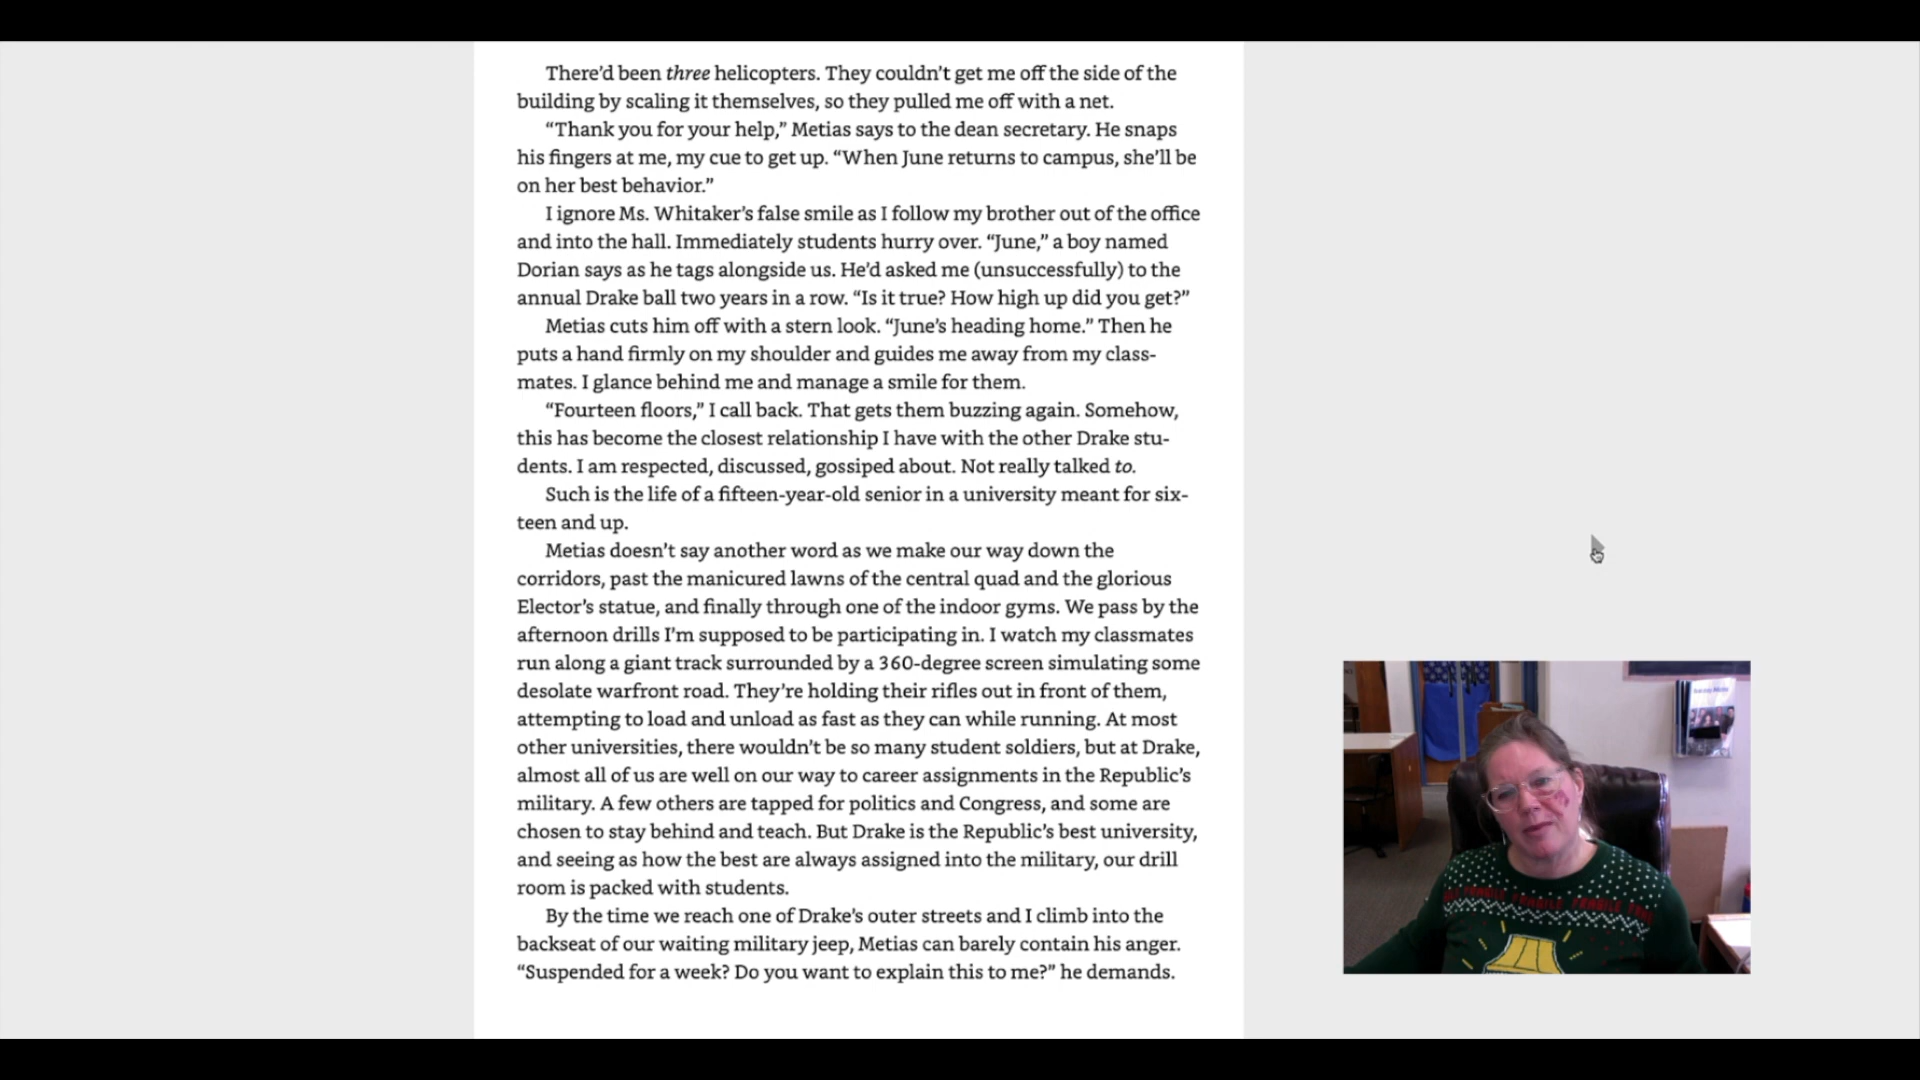 There’d been three helicopters. They couldn’t get me off the side of the
building by scaling it themselves, so they pulled me off with a net.
“Thank you for your help,” Metias says to the dean secretary. He snaps
his fingers at me, my cue to get up. “When June returns to campus, she’ll be
on her best behavior.”
I ignore Ms. Whitaker’s false smile as I follow my brother out of the office
and into the hall. Immediately students hurry over. “June,” a boy named
Dorian says as he tags alongside us. He’d asked me (unsuccessfully) to the
annual Drake ball two years in a row. “Is it true? How high up did you get?”
Metias cuts him off with a stern look. “June’s heading home.” Then he
puts a hand firmly on my shoulder and guides me away from my class-
mates. I glance behind me and manage a smile for them.
“Fourteen floors,” I call back. That gets them buzzing again. Somehow,
this has become the closest relationship I have with the other Drake stu-
dents. I am respected, discussed, gossiped about. Not really talked to.
Such is the life of a fifteen-year-old senior in a university meant for six-
teen and up.
Metias doesn’t say another word as we make our way down the
corridors, past the manicured lawns of the central quad and the glorious
Elector’s statue, and finally through one of the indoor gyms. We pass by the
afternoon drills I’m supposed to be participating in. I watch my classmates
run along a giant track surrounded by a 360-degree screen simulating some
desolate warfront road. They’re holding their rifles out in front of them,
attempting to load and unload as fast as they can while running. At most
other universities, there wouldn’t be so many student soldiers, but at Drake,
almost all of us are well on our way to career assignments in the Republic’s
military. A few others are tapped for politics and Congress, and some are
chosen to stay behind and teach. But Drake is the Republic’s best university,
and seeing as how the best are always assigned into the military, our drill
room is packed with students.
By the time we reach one of Drake’s outer streets and I climb into the
backseat of our waiting military jeep, Metias can barely contain his anger.
“Suspended for a week? Do you want to explain this to me?” he demands.
FRAGILE FRAGILE